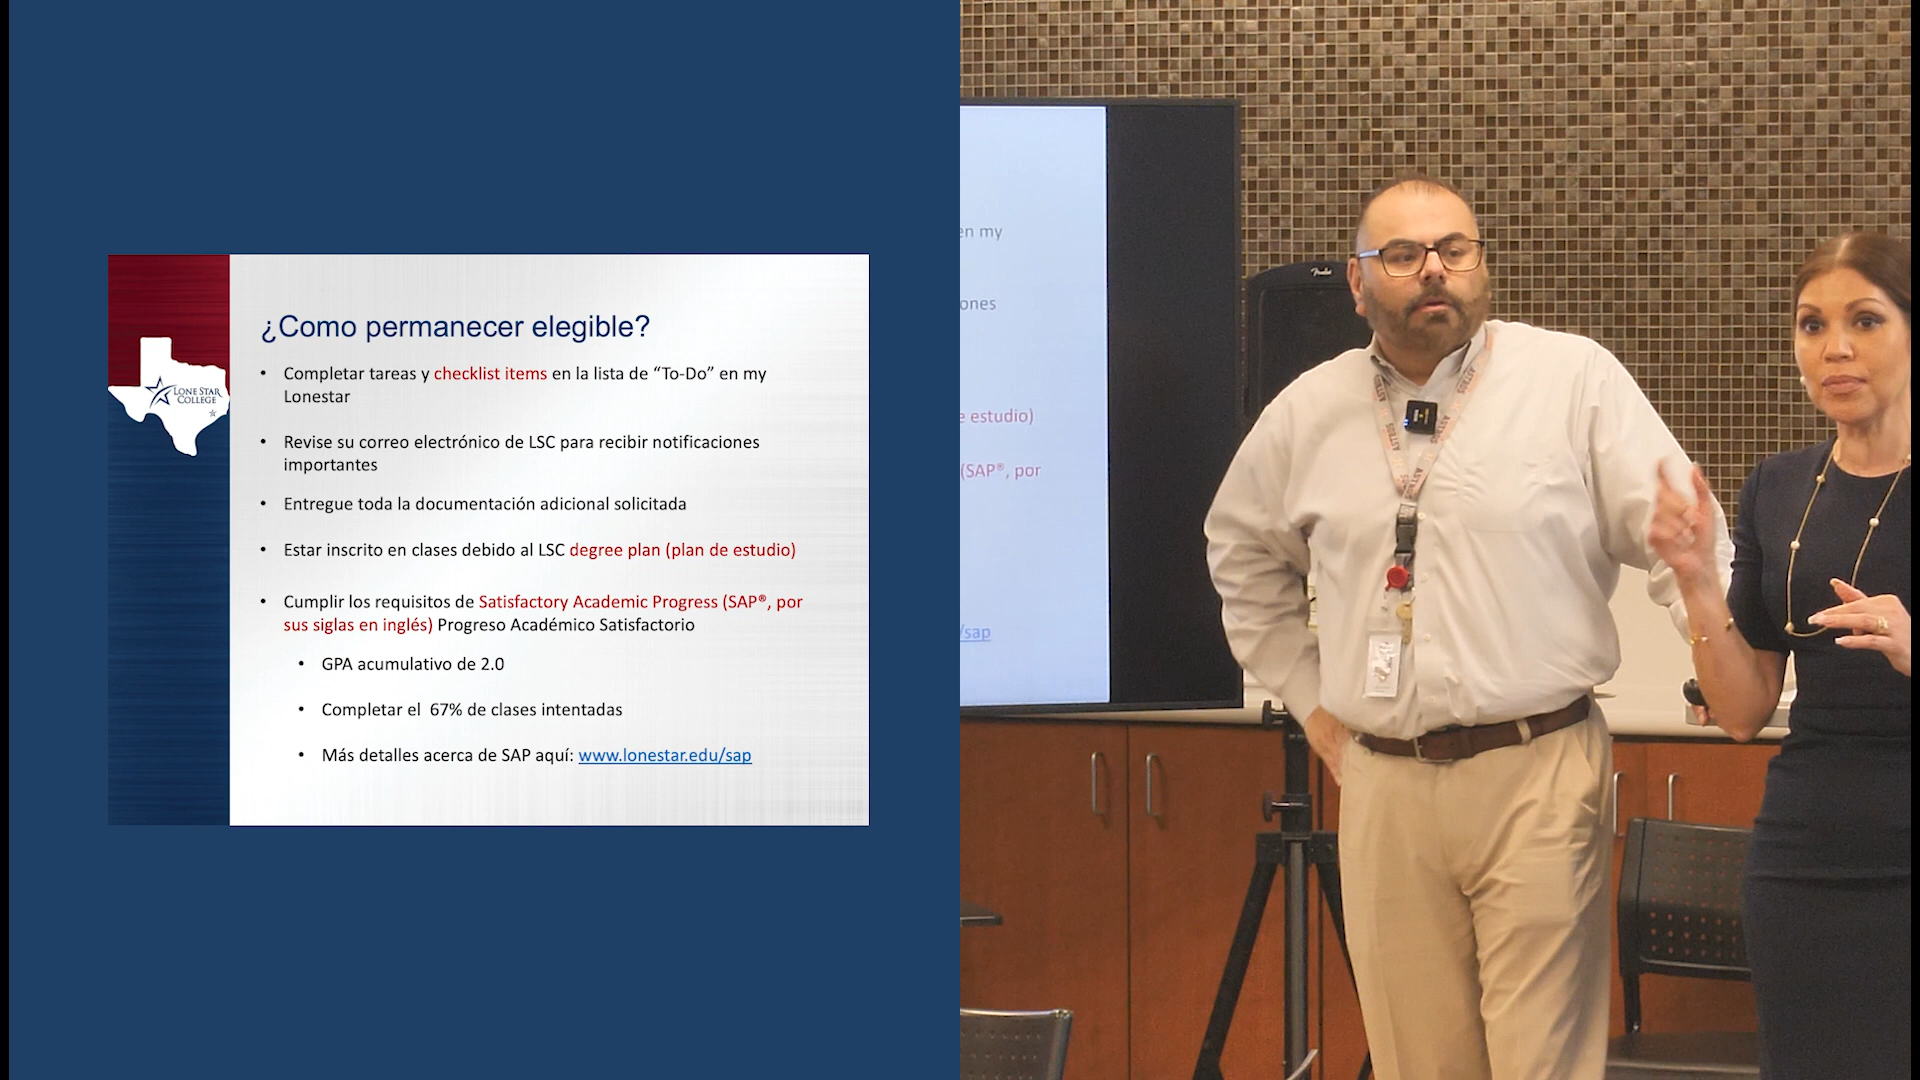 ¿Como permanecer elegible?
• Completar tareas y checklist items en la lista de “To-Do” en my
Lonestar
• Revise su correo electrónico de LSC para recibir notificaciones
importantes
• Entregue toda la documentación adicional solicitada
• Estar inscrito en clases debido al LSC degree plan (plan de estudio)
• Cumplir los requisitos de Satisfactory Academic Progress (SAP®, por
sus siglas en inglés) Progreso Académico Satisfactorio
• GPA acumulativo de 2.0
• Completar el 67% de clases intentadas
• Más detalles acerca de SAP aquí: www.lonestar.edu/sap
LONE STAR
COLLEGE
en my
ones
e estudio)
(SAP®, por
/sap
Fender
ASTROS